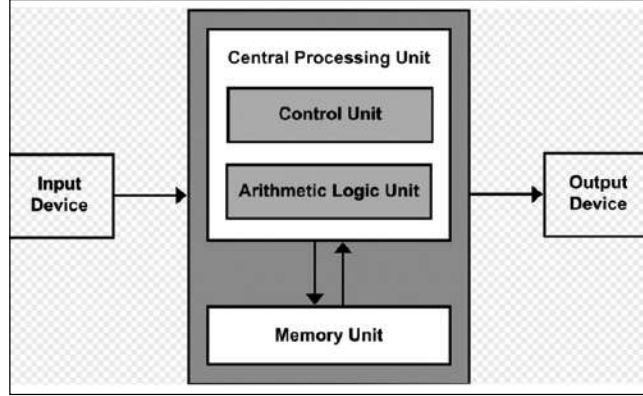 Central Processing Unit
Control Unit
Arithmetic Logic Unit
Input
Device
Output
Device
Memory Unit